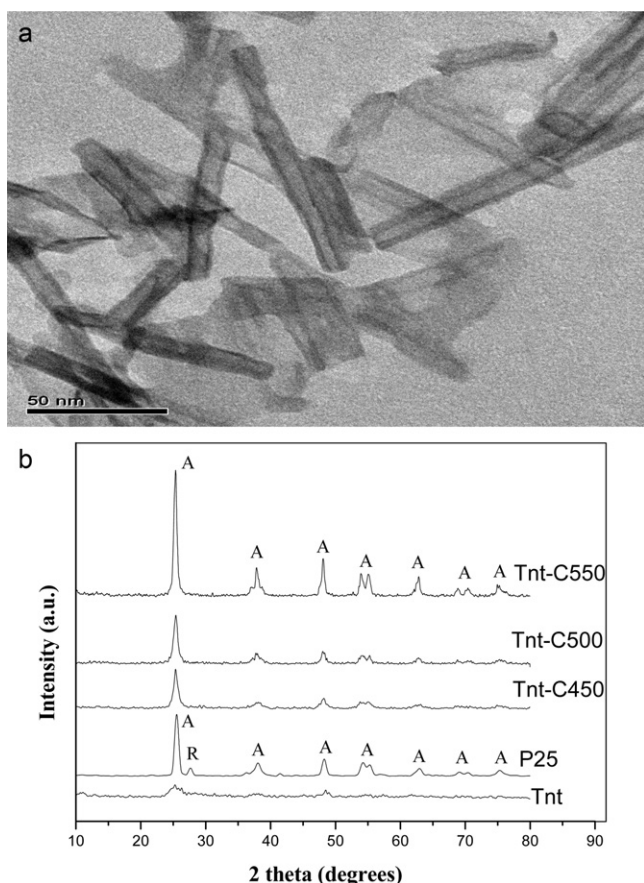 a
50 nm
b
A
A A A A A A Tnt-C550
Tnt-C500
Tnt-C450
A
R A A A A A A P25
Tnt
10 20 30 40 50 60 70 80 90
2 theta (degrees)
Intensity (a.u.)